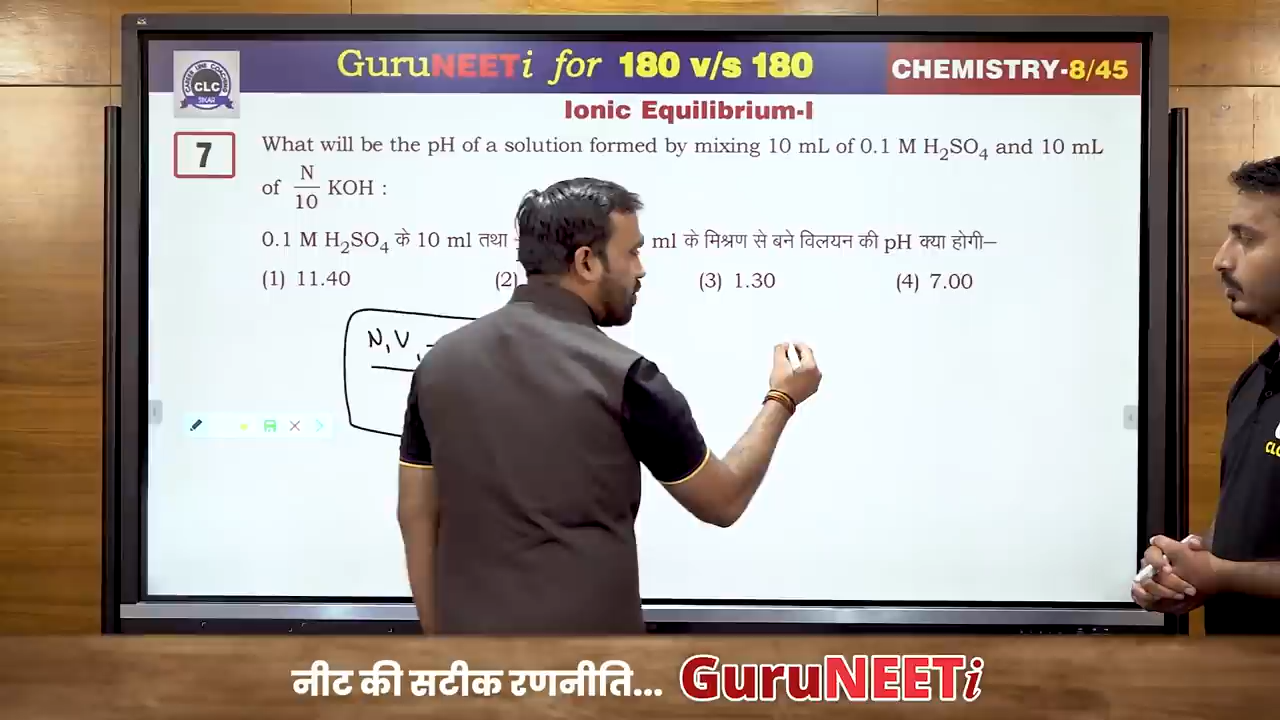 GuruNEETi for 180 v/s 180
CHEMISTRY-8/45
CLC
SIKAR
Ionic Equilibrium-I
7
What will be the pH of a solution formed by mixing 10 mL of 0.1 M H₂SO₄ and 10 mL
of N/10 KOH :
0.1 M H₂SO₄ के 10 ml तथा ml के मिश्रण से बने विलयन की pH क्या होगी–
(1) 11.40 (2) (3) 1.30 (4) 7.00
N₁V₁
नीट की सटीक रणनीति... GuruNEETi